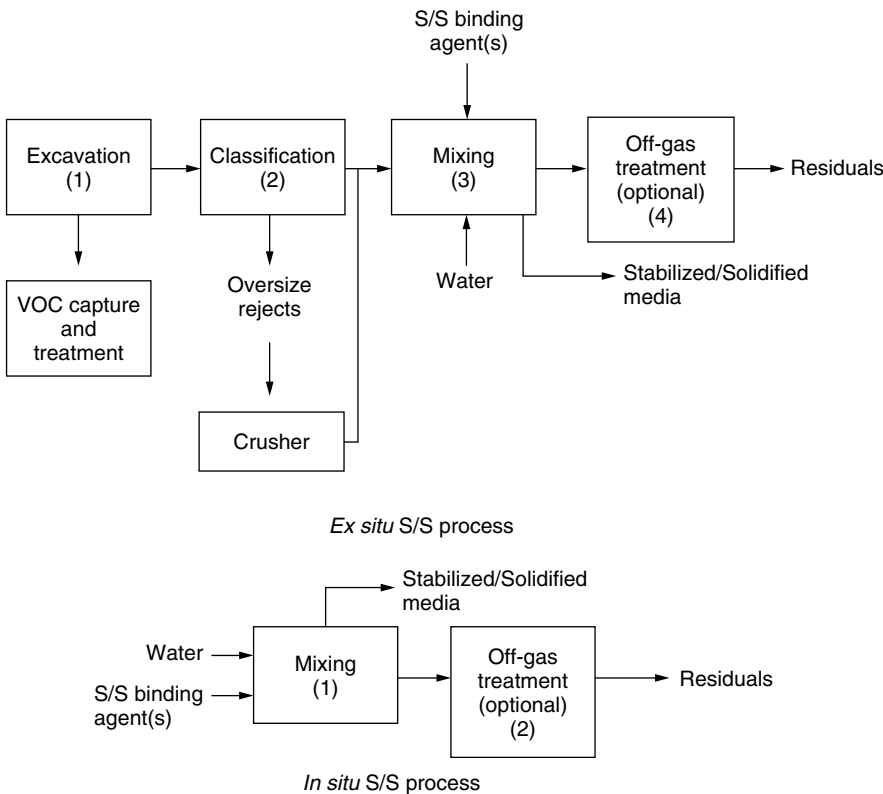 S/S binding
agent(s)
Excavation
(1)
Classification
(2)
Mixing
(3)
Off-gas
treatment
(optional)
(4)
Residuals
VOC capture
and
treatment
Oversize
rejects
Water
Stabilized/Solidified
media
Crusher
Ex situ S/S process
Stabilized/Solidified
media
Water
S/S binding
agent(s)
Mixing
(1)
Off-gas
treatment
(optional)
(2)
Residuals
In situ S/S process